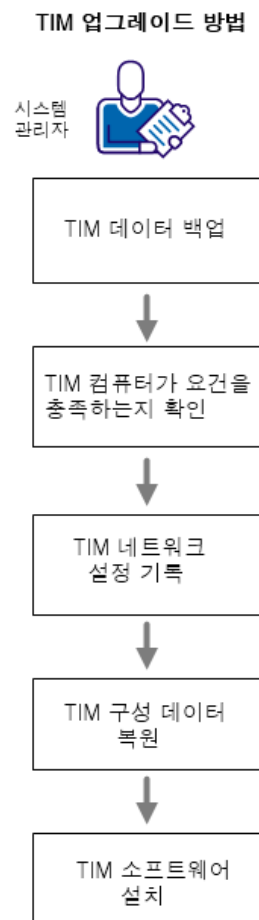 TIM 업그레이드 방법
시스템
관리자
TIM 데이터 백업
TIM 컴퓨터가 요건을
충족하는지 확인
TIM 네트워크
설정 기록
TIM 구성 데이터
복원
TIM 소프트웨어
설치